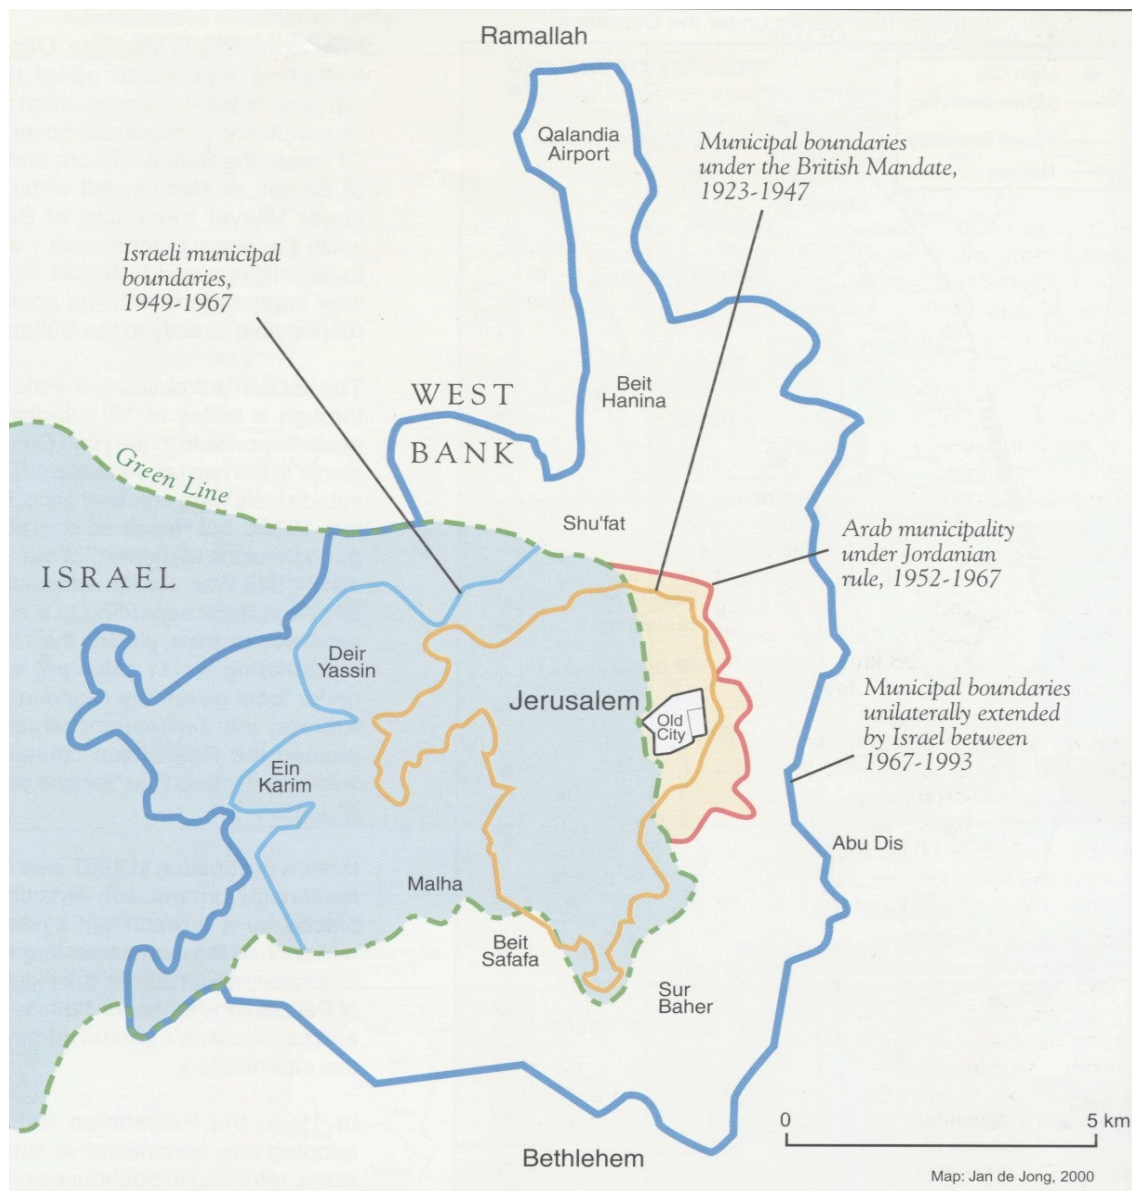 Ramallah
Qalandia
Airport
Municipal boundaries
under the British Mandate,
1923-1947
Israeli municipal
boundaries,
1949-1967
Beit
Hanina
WEST
BANK
Green Line
Shu'fat
Arab municipality
under Jordanian
rule, 1952-1967
ISRAEL
Deir
Yassin
Jerusalem
Old
City
Municipal boundaries
unilaterally extended
by Israel between
1967-1993
Ein
Karim
Abu Dis
Malha
Beit
Safafa
Sur
Baher
0
5 km
Bethlehem
Map: Jan de Jong, 2000